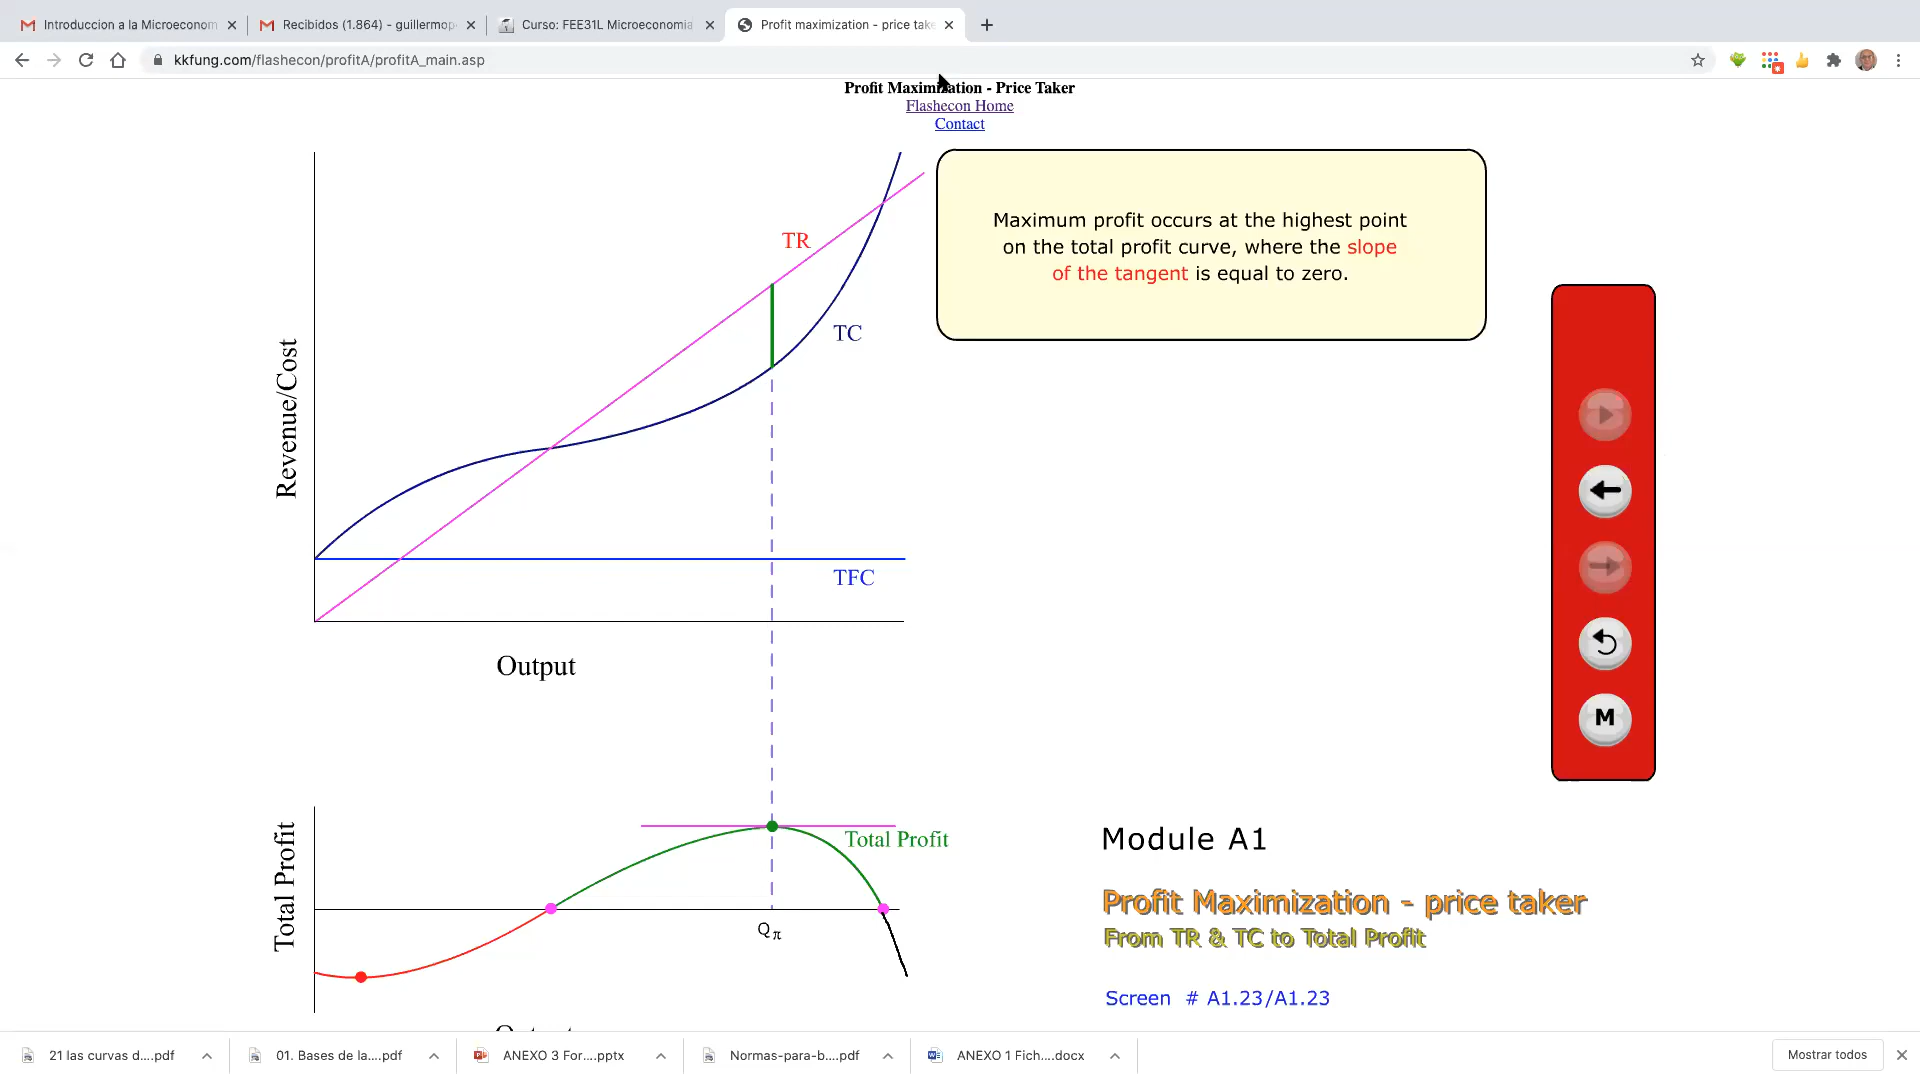 Introduccion a la Microeconom
Recibidos (1.864) - guillermop
Curso: FEE31L Microeconomia
Profit maximization - price take
kkfung.com/flashecon/profitA/profitA_main.asp
Profit Maximization - Price Taker
Flashecon Home
Contact
Maximum profit occurs at the highest point
on the total profit curve, where the slope
of the tangent is equal to zero.
TR
TC
Revenue/Cost
TFC
Output
M
Total Profit
Total Profit
Qπ
Module A1
Profit Maximization - price taker
From TR & TC to Total Profit
Screen # A1.23/A1.23
21 las curvas d....pdf
01. Bases de la....pdf
ANEXO 3 For....pptx
Normas-para-b....pdf
ANEXO 1 Fich....docx
Mostrar todos